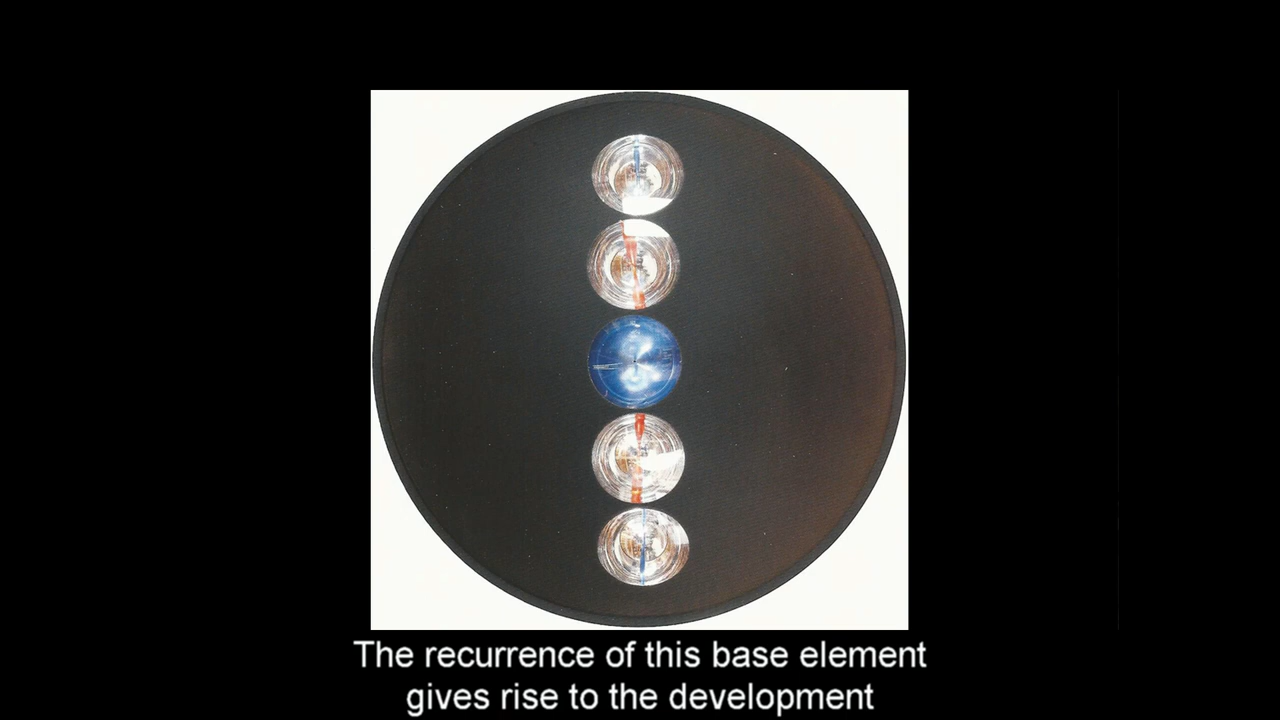 The recurrence of this base element
gives rise to the development